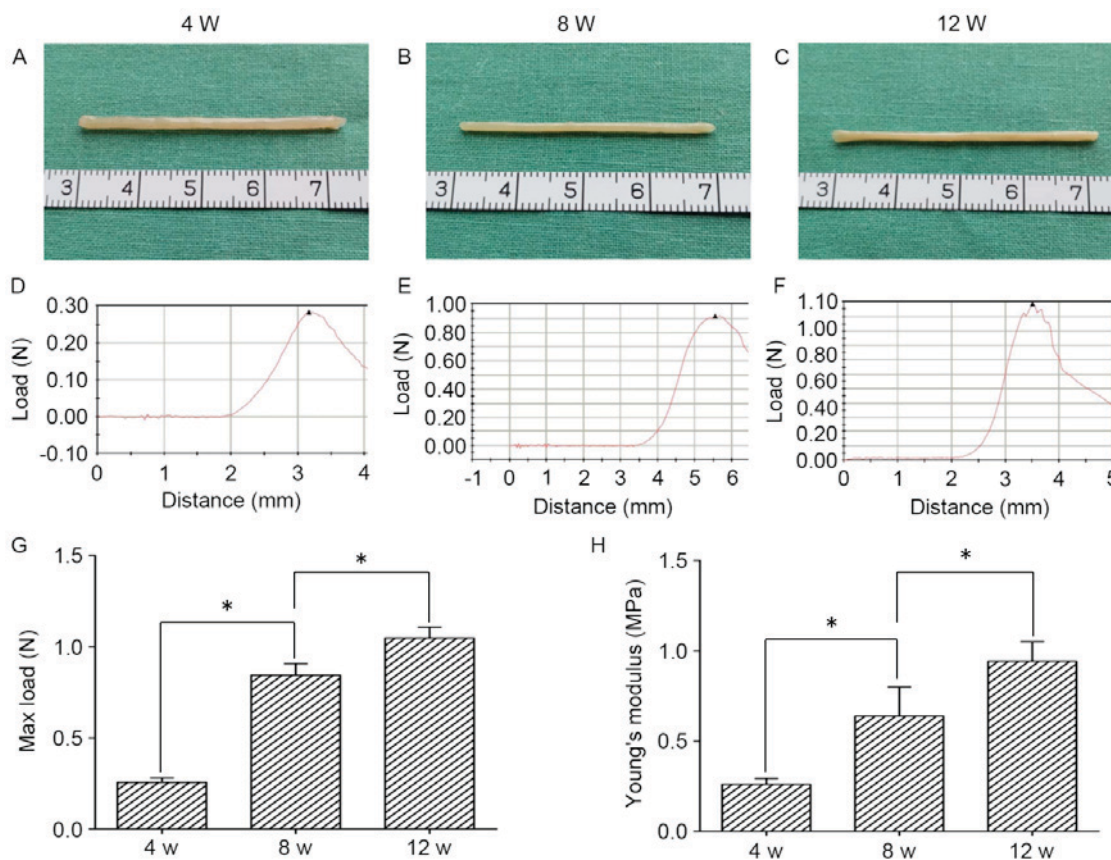 4 W 8 W 12 W
A B C
3 4 5 6 7 3 4 5 6 7 3 4 5 6 7
D E F
0.30
0.20
0.10
0.00
-0.10
Load (N)
0 1 2 3 4
Distance (mm)
1.00
0.80
0.60
0.40
0.20
0.00
Load (N)
-1 0 1 2 3 4 5 6
Distance (mm)
1.10
1.00
0.80
0.60
0.40
0.20
0.00
Load (N)
0 1 2 3 4 5
Distance (mm)
G
1.5
1.0
0.5
0.0
Max load (N)
* *
4 w 8 w 12 w
H
1.5
1.0
0.5
0.0
Young's modulus (MPa)
* *
4 w 8 w 12 w